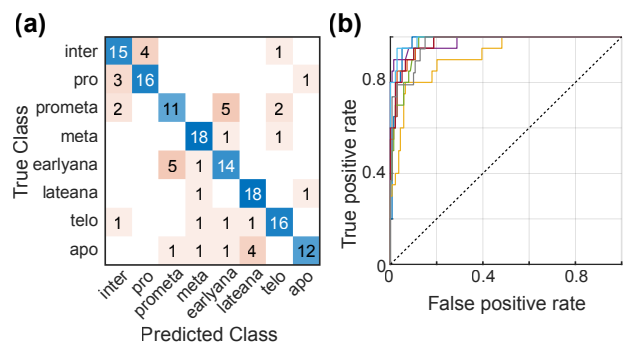 (a)
(b)
True Class
inter 15 4 1
pro 3 16 1
prometa 2 11 5 2
meta 18 1 1
earlyana 5 1 14
lateana 1 18 1
telo 1 1 1 1 16
apo 1 1 1 4 12
inter pro prometa meta earlyana lateana telo apo
Predicted Class
True positive rate
0.8
0.4
0
0 0.4 0.8
False positive rate